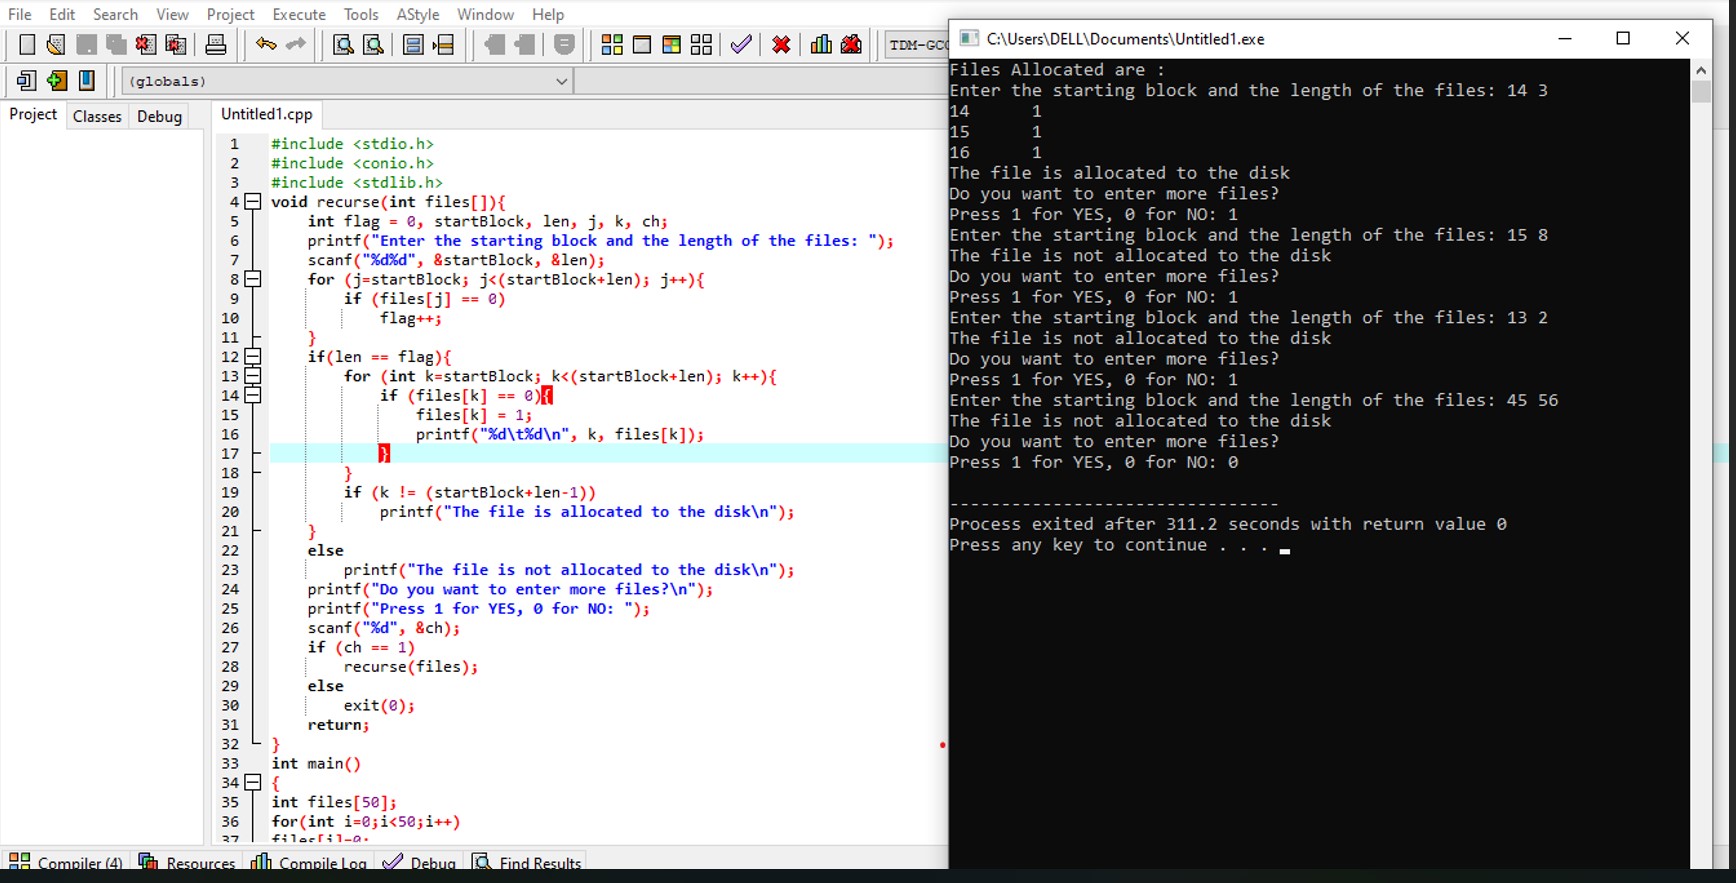 File Edit Search View Project Execute Tools AStyle Window Help
TDM-GCC
(globals)
Project Classes Debug
Untitled1.cpp
1 #include <stdio.h>
2 #include <conio.h>
3 #include <stdlib.h>
4 void recurse(int files[]){
5 int flag = 0, startBlock, len, j, k, ch;
6 printf("Enter the starting block and the length of the files: ");
7 scanf("%d%d", &startBlock, &len);
8 for (j=startBlock; j<(startBlock+len); j++){
9 if (files[j] == 0)
10 flag++;
11 }
12 if(len == flag){
13 for (int k=startBlock; k<(startBlock+len); k++){
14 if (files[k] == 0){
15 files[k] = 1;
16 printf("%d\t%d\n", k, files[k]);
17 }
18 }
19 if (k != (startBlock+len-1))
20 printf("The file is allocated to the disk\n");
21 }
22 else
23 printf("The file is not allocated to the disk\n");
24 printf("Do you want to enter more files?\n");
25 printf("Press 1 for YES, 0 for NO: ");
26 scanf("%d", &ch);
27 if (ch == 1)
28 recurse(files);
29 else
30 exit(0);
31 return;
32 }
33 int main()
34 {
35 int files[50];
36 for(int i=0;i<50;i++)
37 files[i]=0;
Compiler (4) Resources Compile Log Debug Find Results
C:\Users\DELL\Documents\Untitled1.exe
Files Allocated are :
Enter the starting block and the length of the files: 14 3
14 1
15 1
16 1
The file is allocated to the disk
Do you want to enter more files?
Press 1 for YES, 0 for NO: 1
Enter the starting block and the length of the files: 15 8
The file is not allocated to the disk
Do you want to enter more files?
Press 1 for YES, 0 for NO: 1
Enter the starting block and the length of the files: 13 2
The file is not allocated to the disk
Do you want to enter more files?
Press 1 for YES, 0 for NO: 1
Enter the starting block and the length of the files: 45 56
The file is not allocated to the disk
Do you want to enter more files?
Press 1 for YES, 0 for NO: 0
--------------------------------
Process exited after 311.2 seconds with return value 0
Press any key to continue . . .